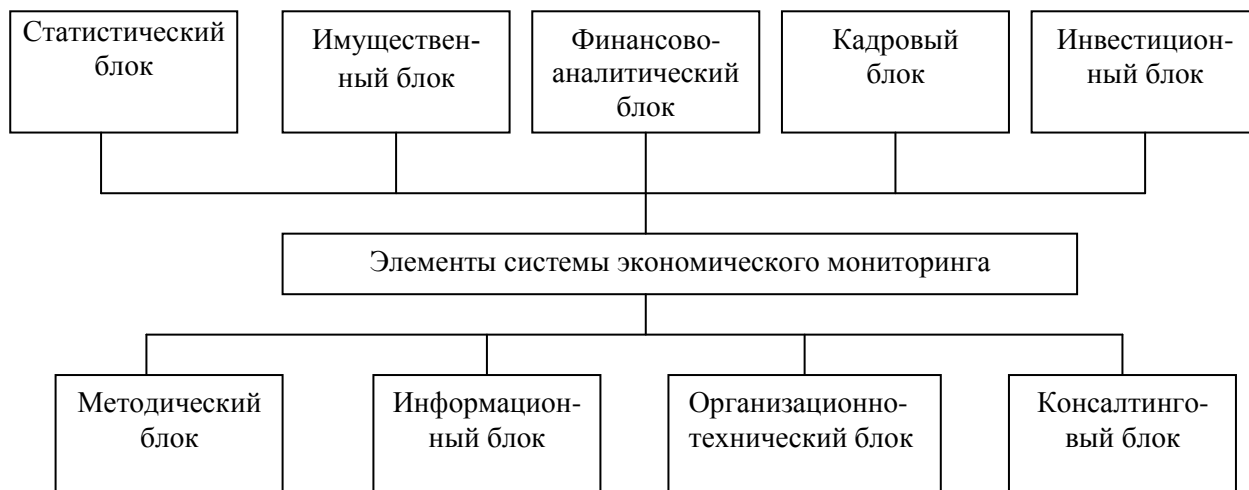 Статистический
блок
Имуществен-
ный блок
Финансово-
аналитический
блок
Кадровый
блок
Инвестицион-
ный блок
Элементы системы экономического мониторинга
Методический
блок
Информацион-
ный блок
Организационно-
технический блок
Консалтинго-
вый блок